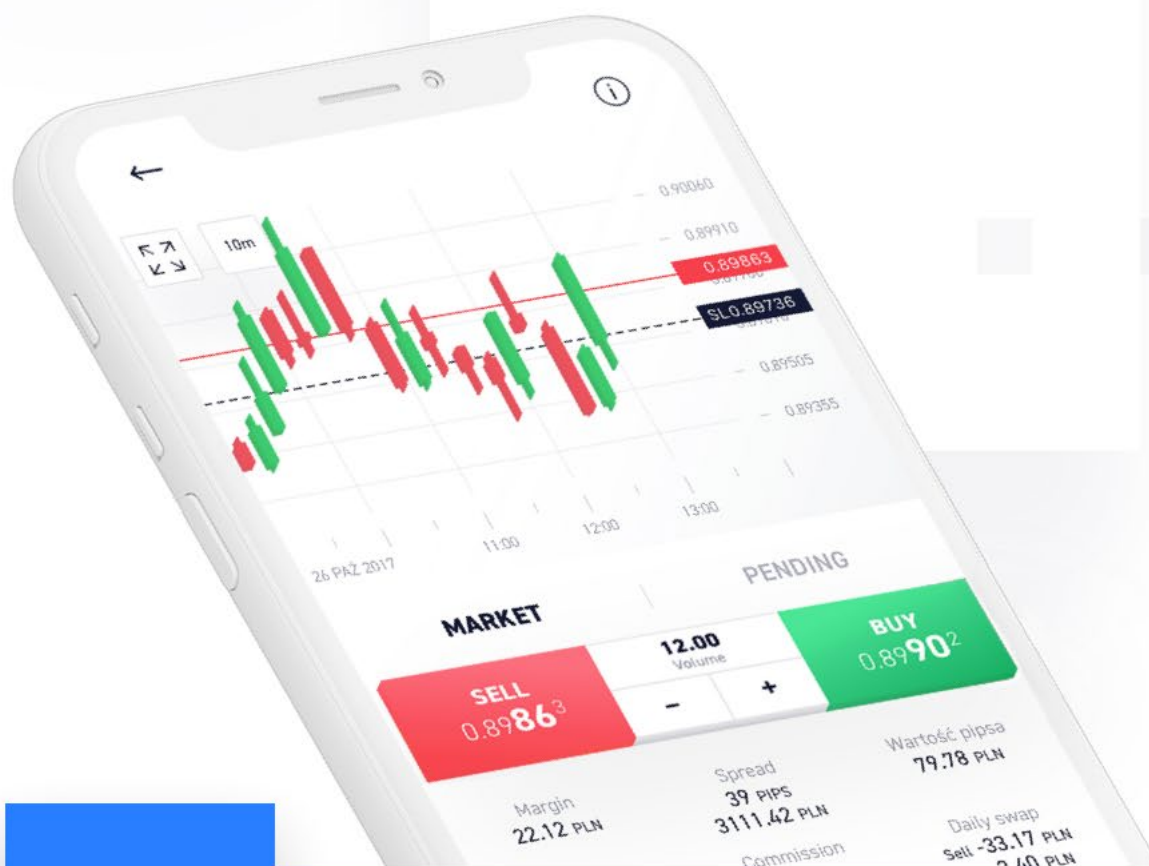 10m
0.90060
0.89910
0.89863
SL0.89736
0.89505
0.89355
26 PAŹ 2017
11:00
12:00
13:00
MARKET
PENDING
SELL
0.89863
12.00
Volume
-
+
BUY
0.89902
Margin
22.12 PLN
Spread
39 PIPS
3111.42 PLN
Wartość pipsa
79.78 PLN
Commission
Daily swap
Sell -33.17 PLN